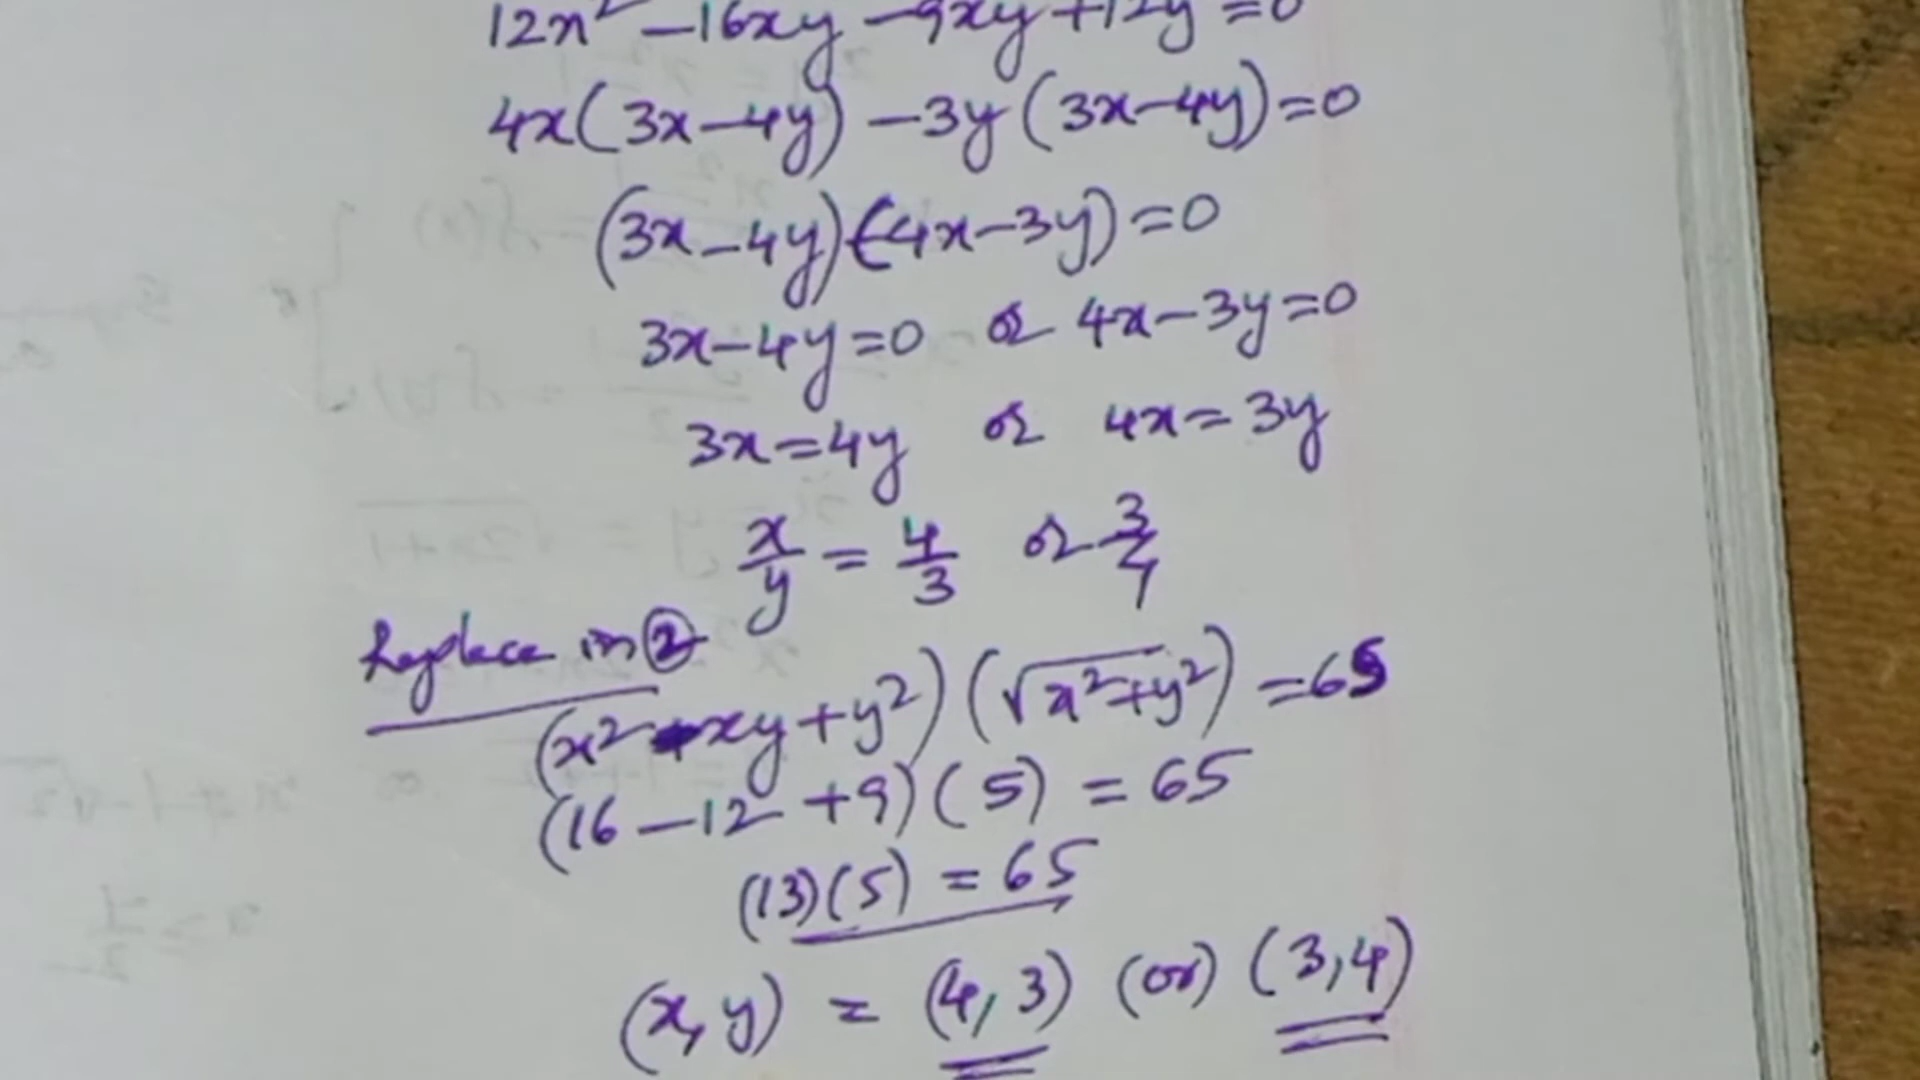 12x² - 16xy - 9xy + 12y = 0
4x(3x - 4y) - 3y(3x - 4y) = 0
(3x - 4y)(4x - 3y) = 0
3x - 4y = 0 or 4x - 3y = 0
3x = 4y or 4x = 3y
x/y = 4/3 or 3/4
Replace in ②
(x² - xy + y²)(√x² + y²) = 65
(16 - 12 + 9)(5) = 65
(13)(5) = 65
(x, y) = (4, 3) (or) (3, 4)